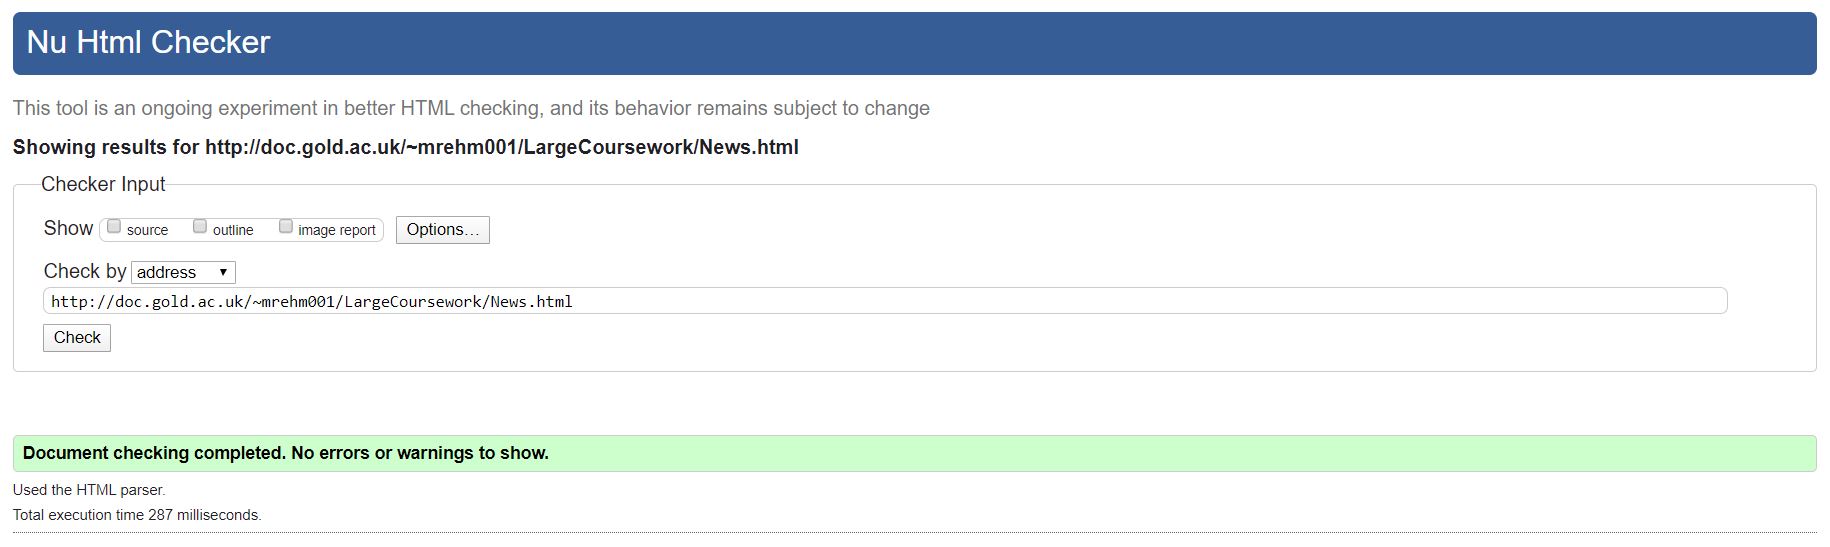 Nu Html Checker
This tool is an ongoing experiment in better HTML checking, and its behavior remains subject to change
Showing results for http://doc.gold.ac.uk/~mrehm001/LargeCoursework/News.html
Checker Input
Show source outline image report Options...
Check by address
http://doc.gold.ac.uk/~mrehm001/LargeCoursework/News.html
Check
Document checking completed. No errors or warnings to show.
Used the HTML parser.
Total execution time 287 milliseconds.